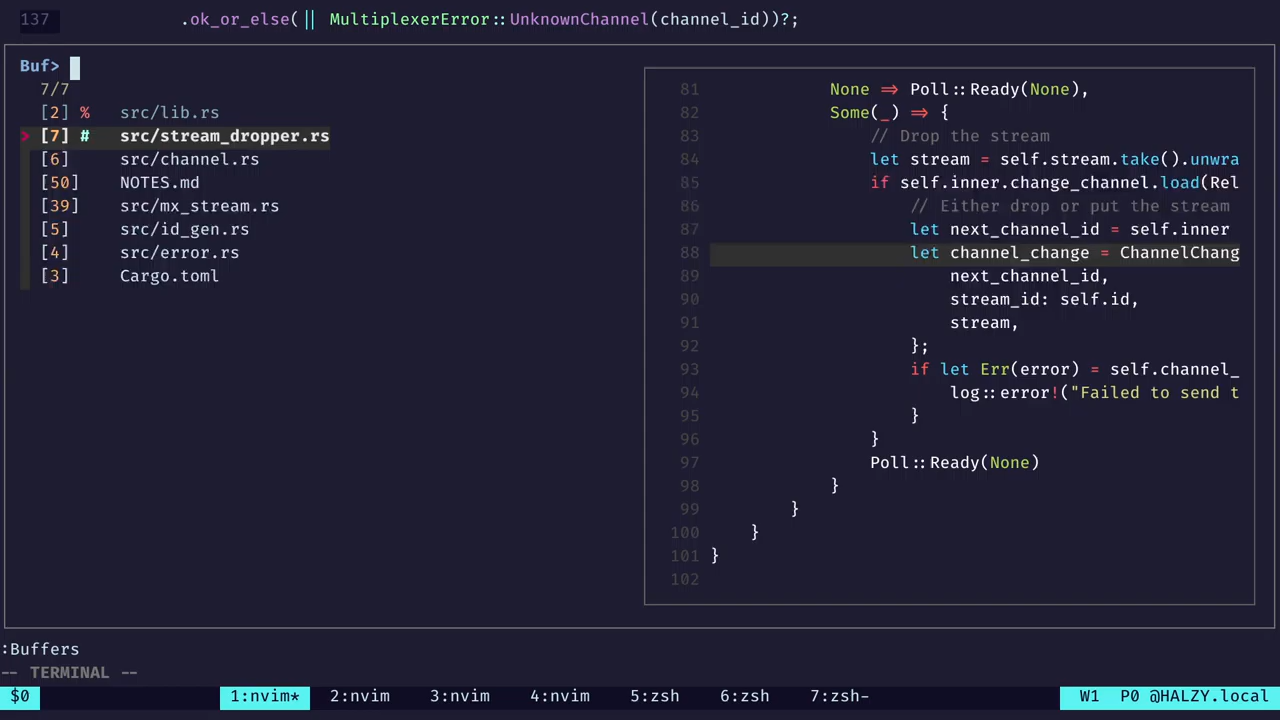 137 .ok_or_else(|| MultiplexerError::UnknownChannel(channel_id))?;
Buf>
7/7
[2] % src/lib.rs
> [7] # src/stream_dropper.rs
[6] src/channel.rs
[50] NOTES.md
[39] src/mx_stream.rs
[5] src/id_gen.rs
[4] src/error.rs
[3] Cargo.toml
81 None => Poll::Ready(None),
82 Some(_) => {
83 // Drop the stream
84 let stream = self.stream.take().unwra
85 if self.inner.change_channel.load(Rel
86 // Either drop or put the stream
87 let next_channel_id = self.inner
88 let channel_change = ChannelChang
89 next_channel_id,
90 stream_id: self.id,
91 stream,
92 };
93 if let Err(error) = self.channel_
94 log::error!("Failed to send t
95 }
96 }
97 Poll::Ready(None)
98 }
99 }
100 }
101 }
102
:Buffers
-- TERMINAL --
$0 1:nvim* 2:nvim 3:nvim 4:nvim 5:zsh 6:zsh 7:zsh- W1 P0 @HALZY.local